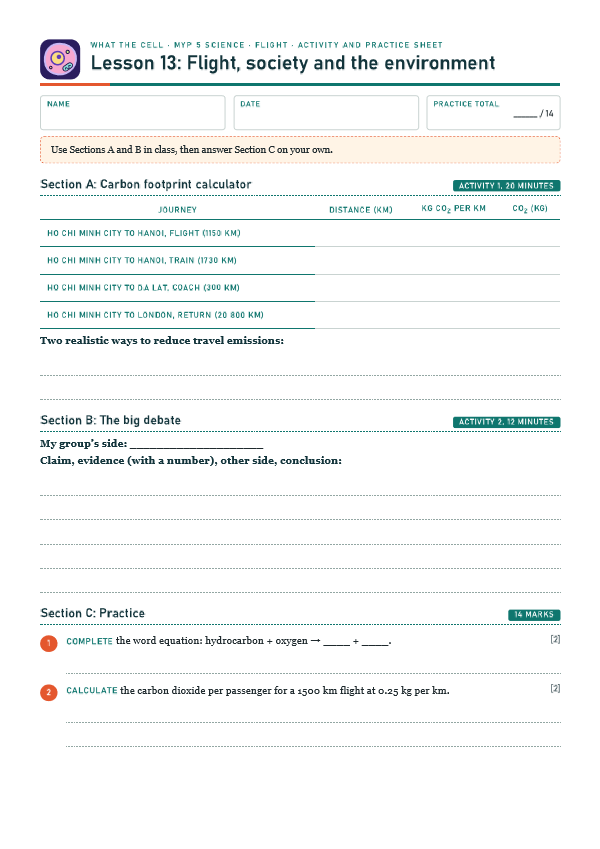 WHAT THE CELL · MYP 5 SCIENCE · FLIGHT · ACTIVITY AND PRACTICE SHEET
Lesson 13: Flight, society and the environment
NAME
DATE
PRACTICE TOTAL
_____ / 14
Use Sections A and B in class, then answer Section C on your own.
Section A: Carbon footprint calculator
ACTIVITY 1, 20 MINUTES
JOURNEY DISTANCE (KM) KG CO₂ PER KM CO₂ (KG)
HO CHI MINH CITY TO HANOI, FLIGHT (1150 KM)
HO CHI MINH CITY TO HANOI, TRAIN (1730 KM)
HO CHI MINH CITY TO DA LAT, COACH (300 KM)
HO CHI MINH CITY TO LONDON, RETURN (20 800 KM)
Two realistic ways to reduce travel emissions:
Section B: The big debate
ACTIVITY 2, 12 MINUTES
My group's side: ____________________
Claim, evidence (with a number), other side, conclusion:
Section C: Practice
14 MARKS
1 COMPLETE the word equation: hydrocarbon + oxygen → ____ + ____. [2]
2 CALCULATE the carbon dioxide per passenger for a 1500 km flight at 0.25 kg per km. [2]